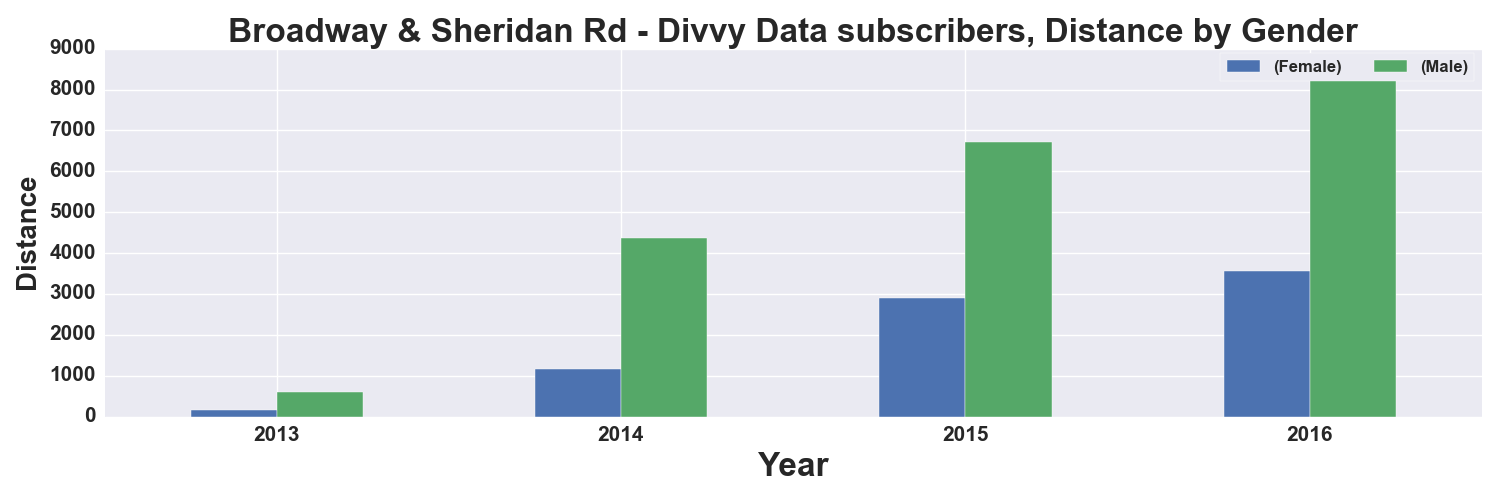 Broadway & Sheridan Rd - Divvy Data subscribers, Distance by Gender
(Female) (Male)
Distance
9000
8000
7000
6000
5000
4000
3000
2000
1000
0
2013 2014 2015 2016
Year